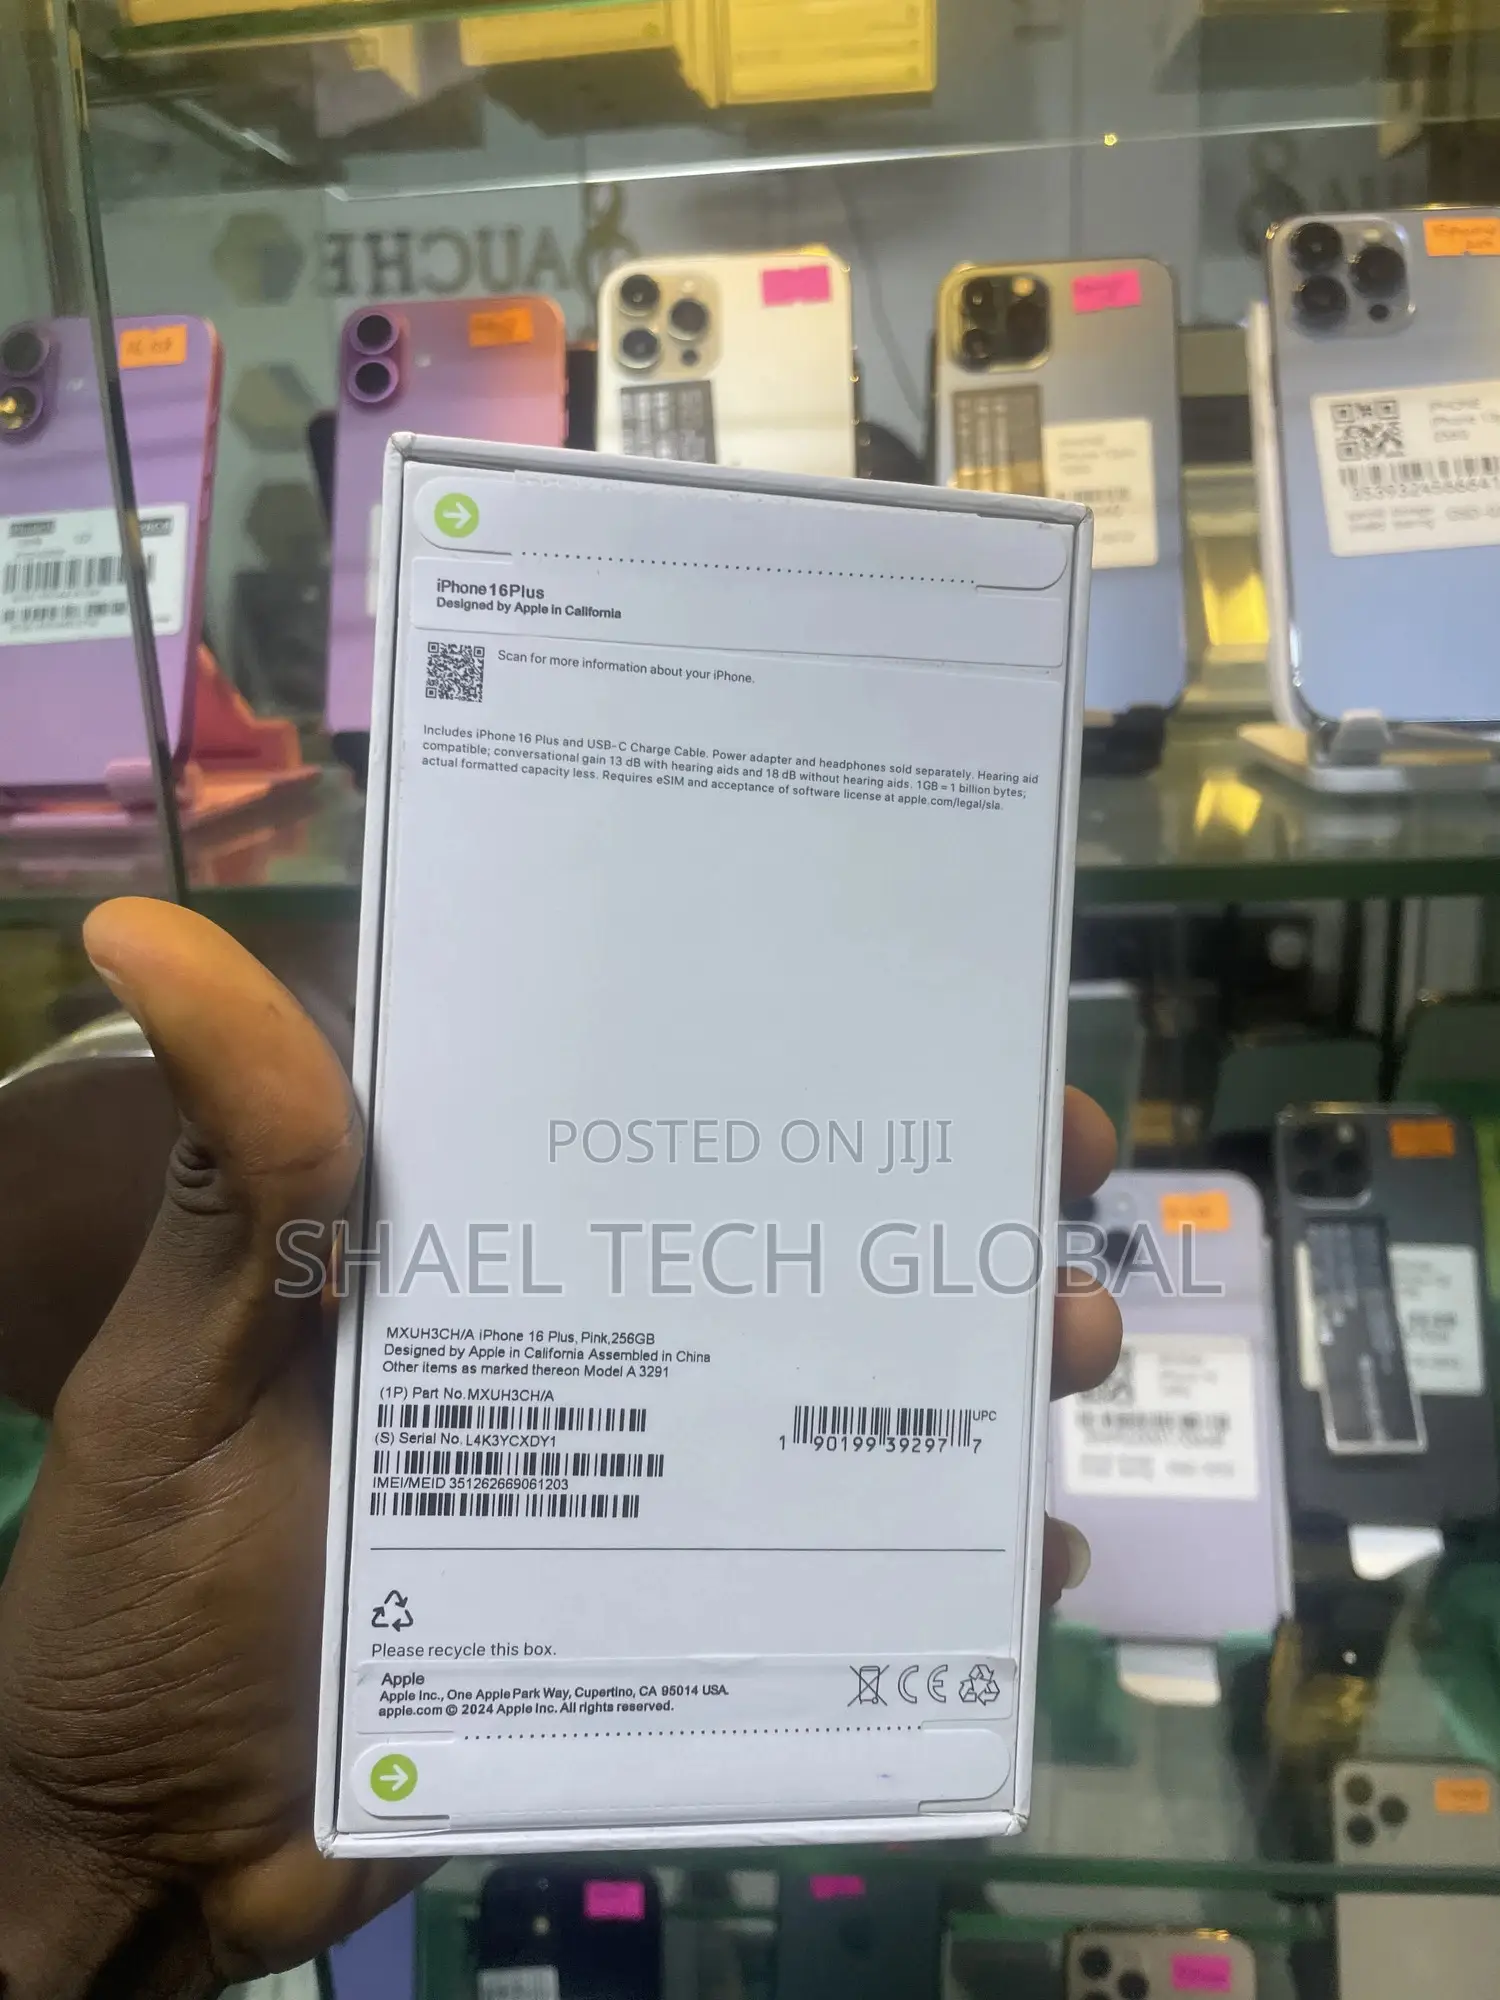 iPhone 16 Plus
Designed by Apple in California
Scan for more information about your iPhone.
Includes iPhone 16 Plus and USB-C Charge Cable. Power adapter and headphones sold separately. Hearing aid
compatible; conversational gain 13 dB with hearing aids and 18 dB without hearing aids. 1GB = 1 billion bytes;
actual formatted capacity less. Requires eSIM and acceptance of software license at apple.com/legal/sla.
POSTED ON JIJI
SHAEL TECH GLOBAL
MXUH3CH/A iPhone 16 Plus, Pink,256GB
Designed by Apple in California Assembled in China
Other items as marked thereon Model A 3291
(1P) Part No. MXUH3CH/A
(S) Serial No. L4K3YCXDY1
IMEI/MEID 351262669061203
UPC
1 90199 39297 7
Please recycle this box.
Apple
Apple Inc., One Apple Park Way, Cupertino, CA 95014 USA.
apple.com © 2024 Apple Inc. All rights reserved.
CE